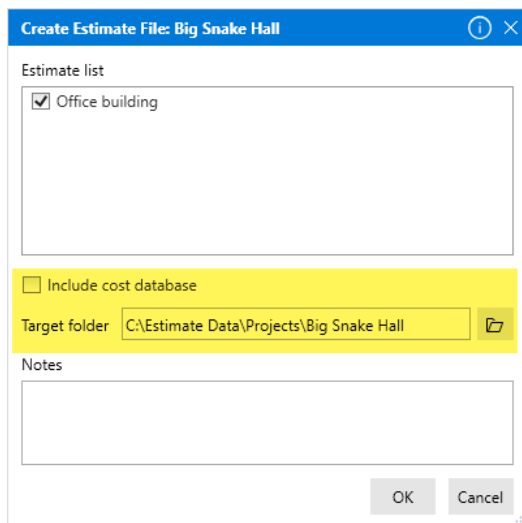 Create Estimate File: Big Snake Hall
Estimate list
Office building
Include cost database
Target folder C:\Estimate Data\Projects\Big Snake Hall
Notes
OK Cancel